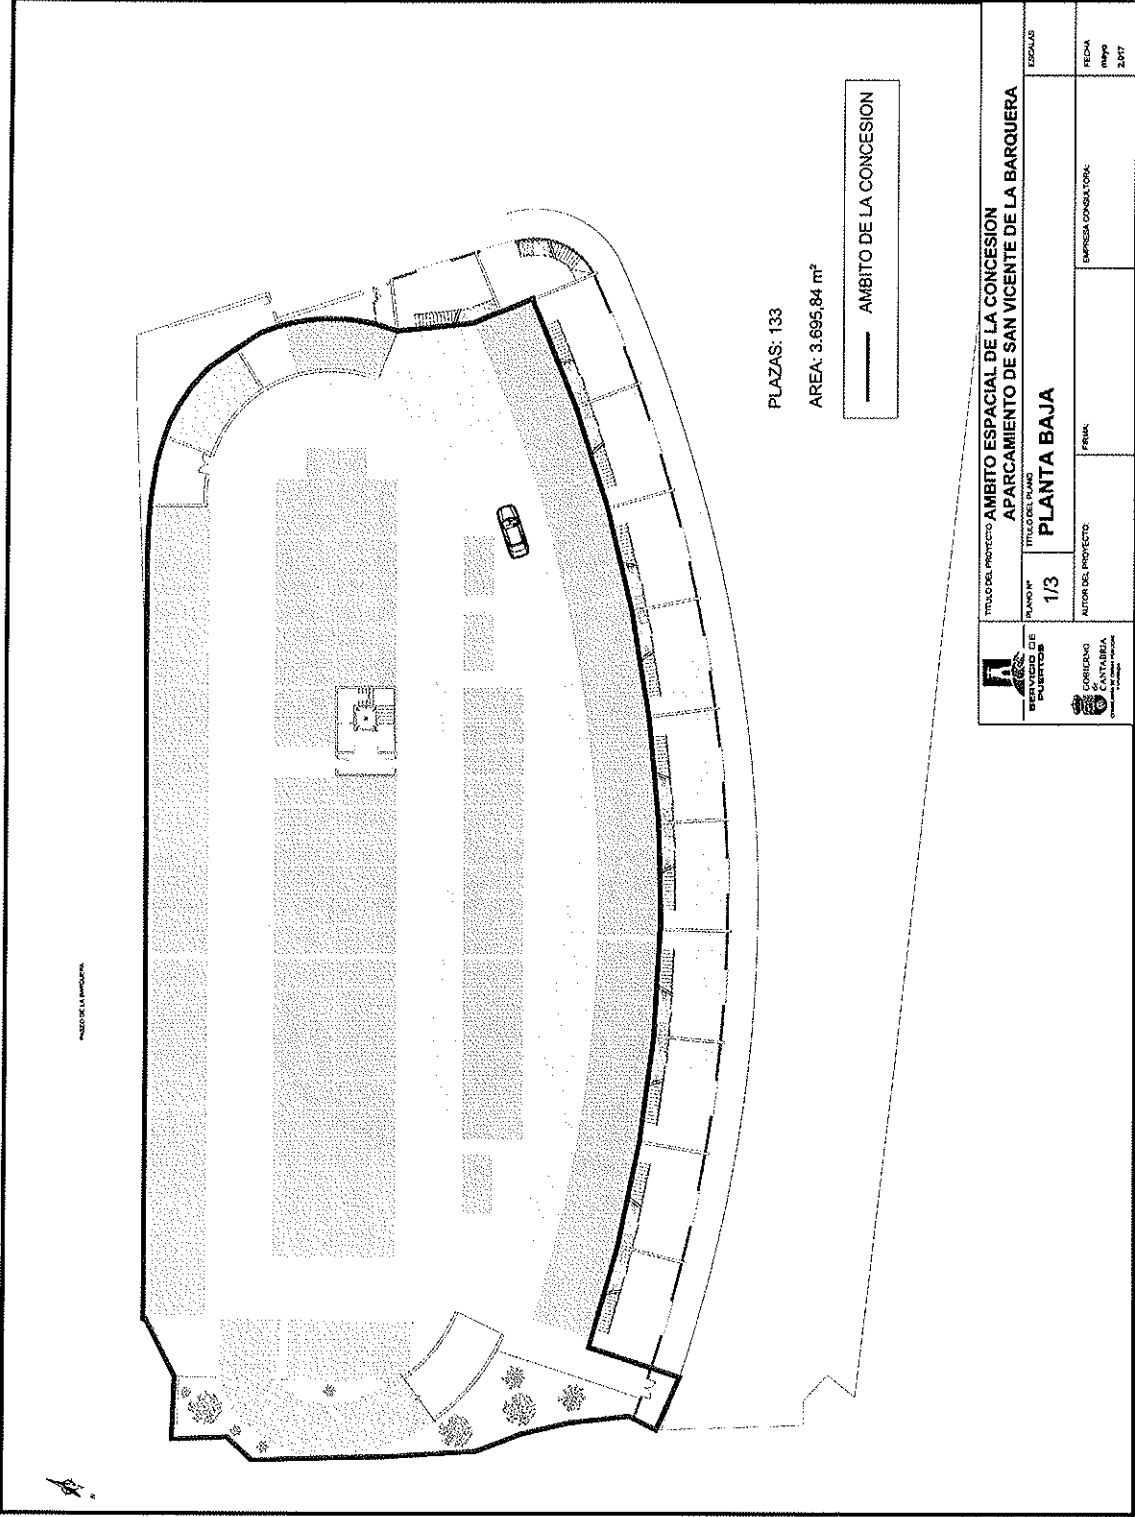 PASEO DE LA BARQUERA
PLAZAS: 133
AREA: 3.695,84 m²
AMBITO DE LA CONCESION
SERVICIO DE
PUERTOS
GOBIERNO
de
CANTABRIA
TITULO DEL PROYECTO: AMBITO ESPACIAL DE LA CONCESION
APARCAMIENTO DE SAN VICENTE DE LA BARQUERA
PLANO Nº
1/3
TITULO DEL PLANO
PLANTA BAJA
ESCALAS
AUTOR DEL PROYECTO:
FIRMA:
EMPRESA CONSULTORA:
FECHA
mayo
2.017